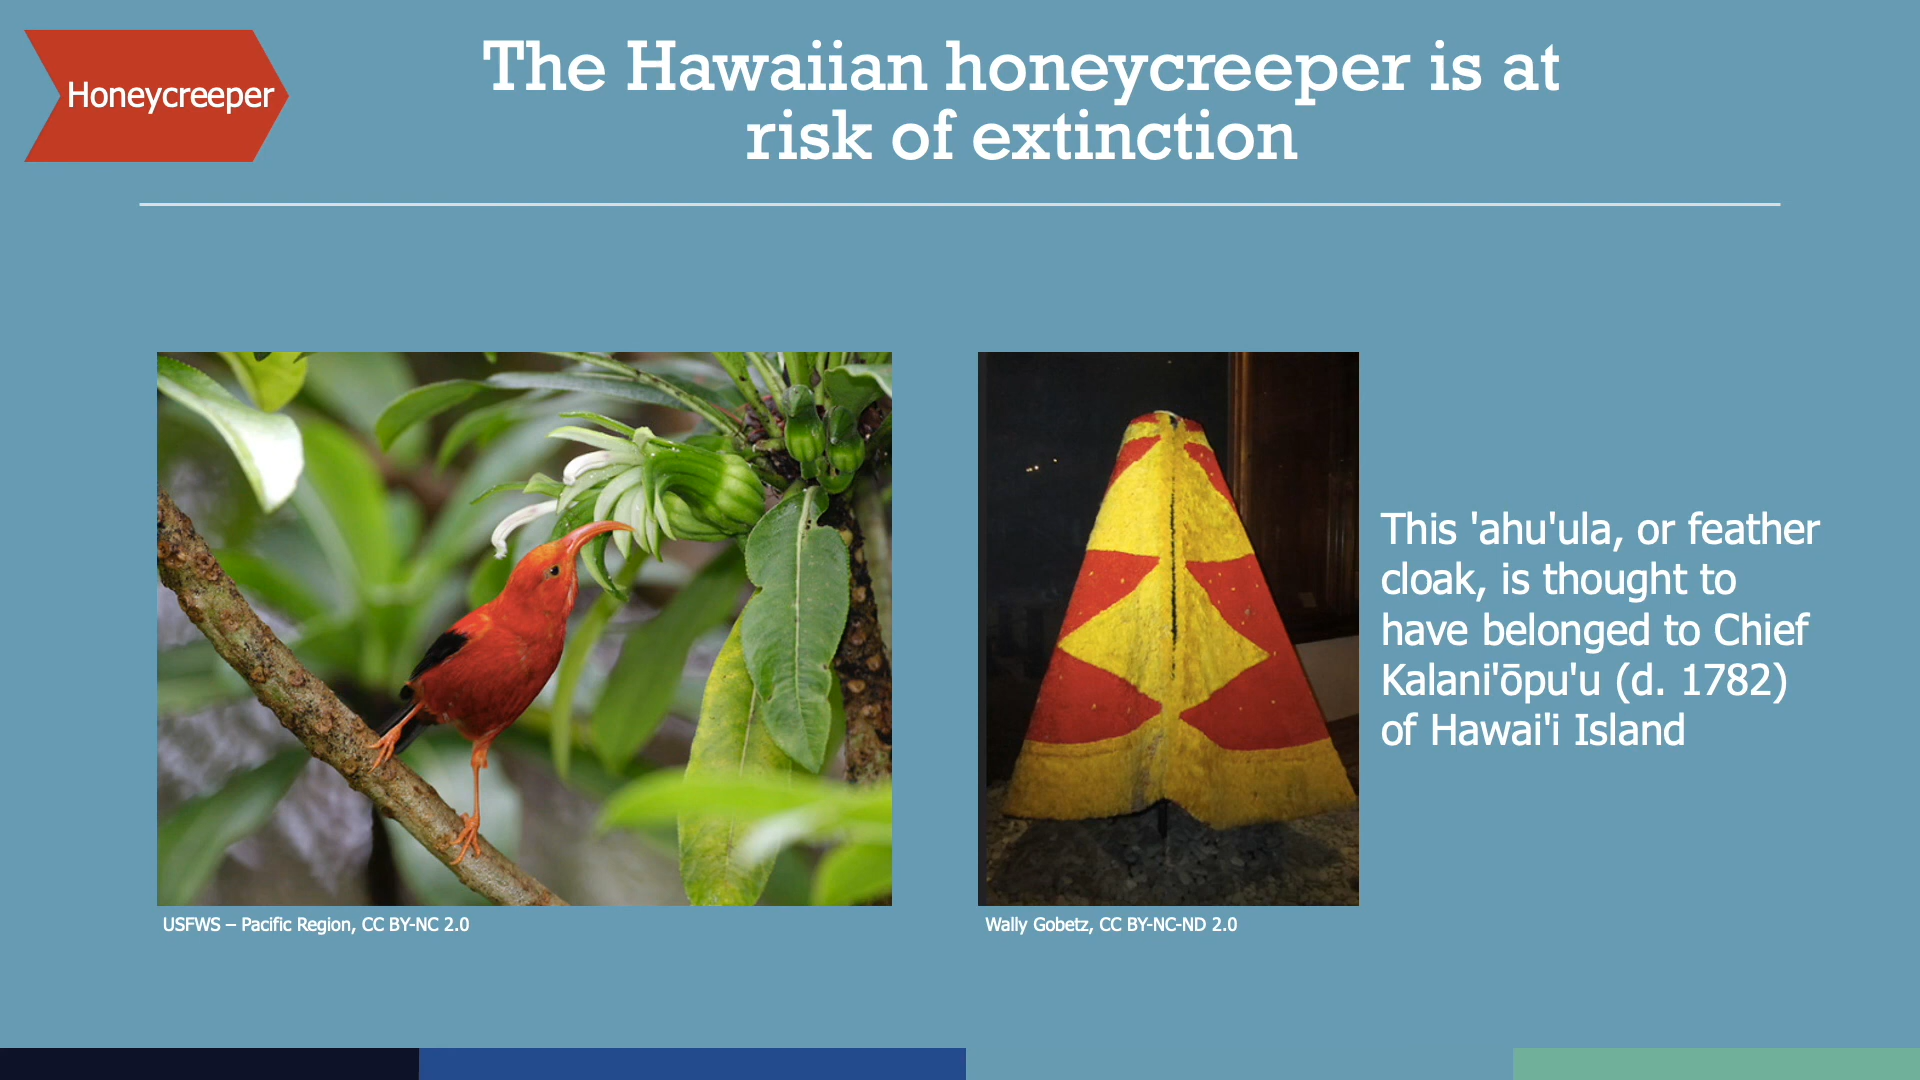 Honeycreeper
The Hawaiian honeycreeper is at
risk of extinction
This 'ahu'ula, or feather
cloak, is thought to
have belonged to Chief
Kalani'ōpu'u (d. 1782)
of Hawai'i Island
USFWS – Pacific Region, CC BY-NC 2.0
Wally Gobetz, CC BY-NC-ND 2.0